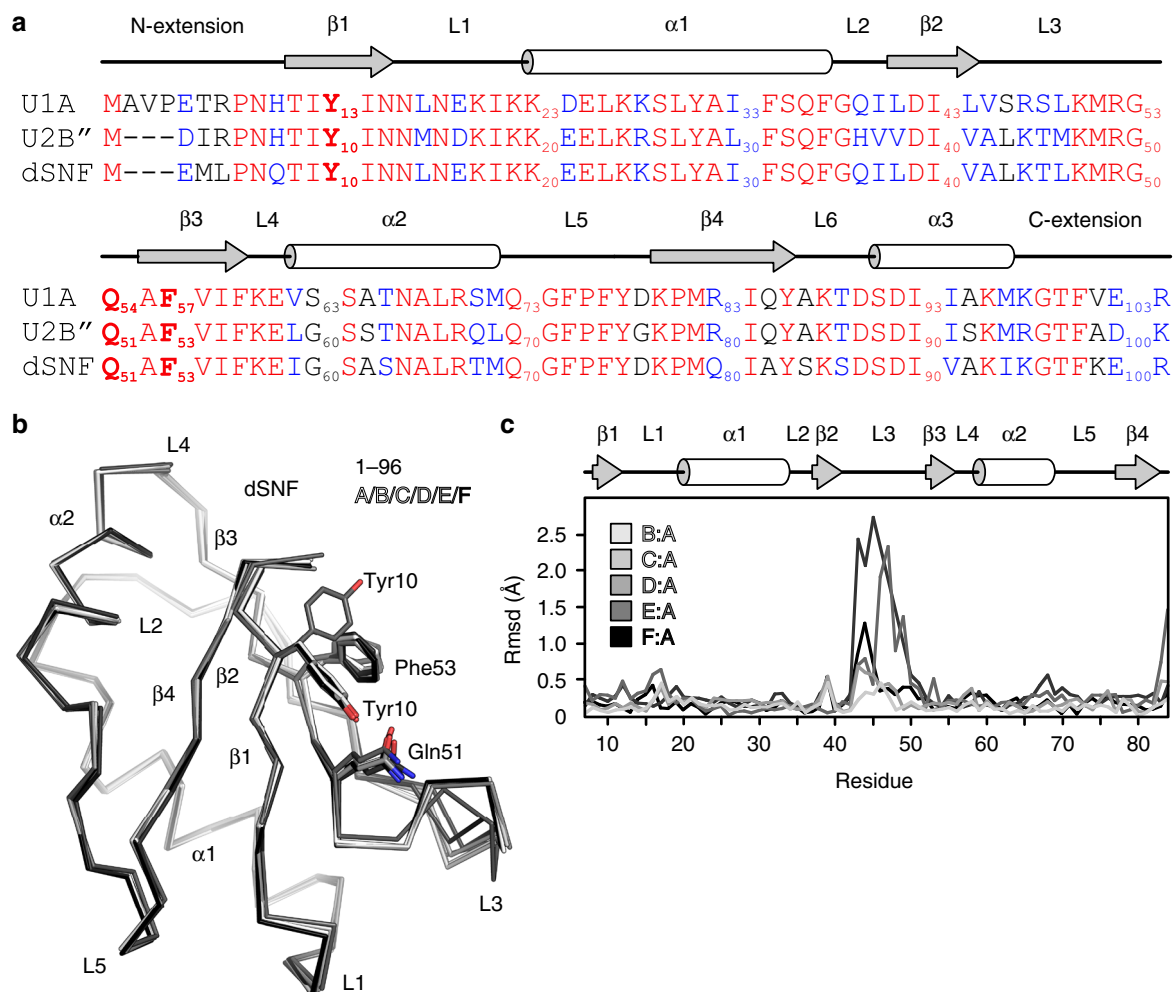 a
N-extension β1 L1 α1 L2 β2 L3
U1A MAVPETRPNHTIY13INNLNEKIKK23DELKKSLYAI33FSQFGQILDI43LVSRSLKMRG53
U2B″ M---DIRPNHTIY10INNMNDKIKK20EELKRSLYAL30FSQFGHVVDI40VALKTMKMRG50
dSNF M---EMLPNQTIY10INNLNEKIKK20EELKKSLYAI30FSQFGQILDI40VALKTLKMRG50
β3 L4 α2 L5 β4 L6 α3 C-extension
U1A Q54AF57VIFKEVS63SATNALRSMQ73GFPFYDKPMR83IQYAKTDSDI93IAKMKGTFVE103R
U2B″ Q51AF53VIFKELG60SSTNALRQLQ70GFPFYGKPMR80IQYAKTDSDI90ISKMRGTFAD100K
dSNF Q51AF53VIFKEIG60SASNALRTMQ70GFPFYDKPMQ80IAYSKSDSDI90VAKIKGTFKE100R
b
L4
dSNF
1–96
A/B/C/D/E/F
α2
β3
Tyr10
L2
Phe53
β4
β2
Tyr10
Gln51
β1
α1
L3
L5
L1
c
β1 L1 α1 L2 β2 L3 β3 L4 α2 L5 β4
Rmsd (Å)
2.5
2.0
1.5
1.0
0.5
0
B:A
C:A
D:A
E:A
F:A
10 20 30 40 50 60 70 80
Residue